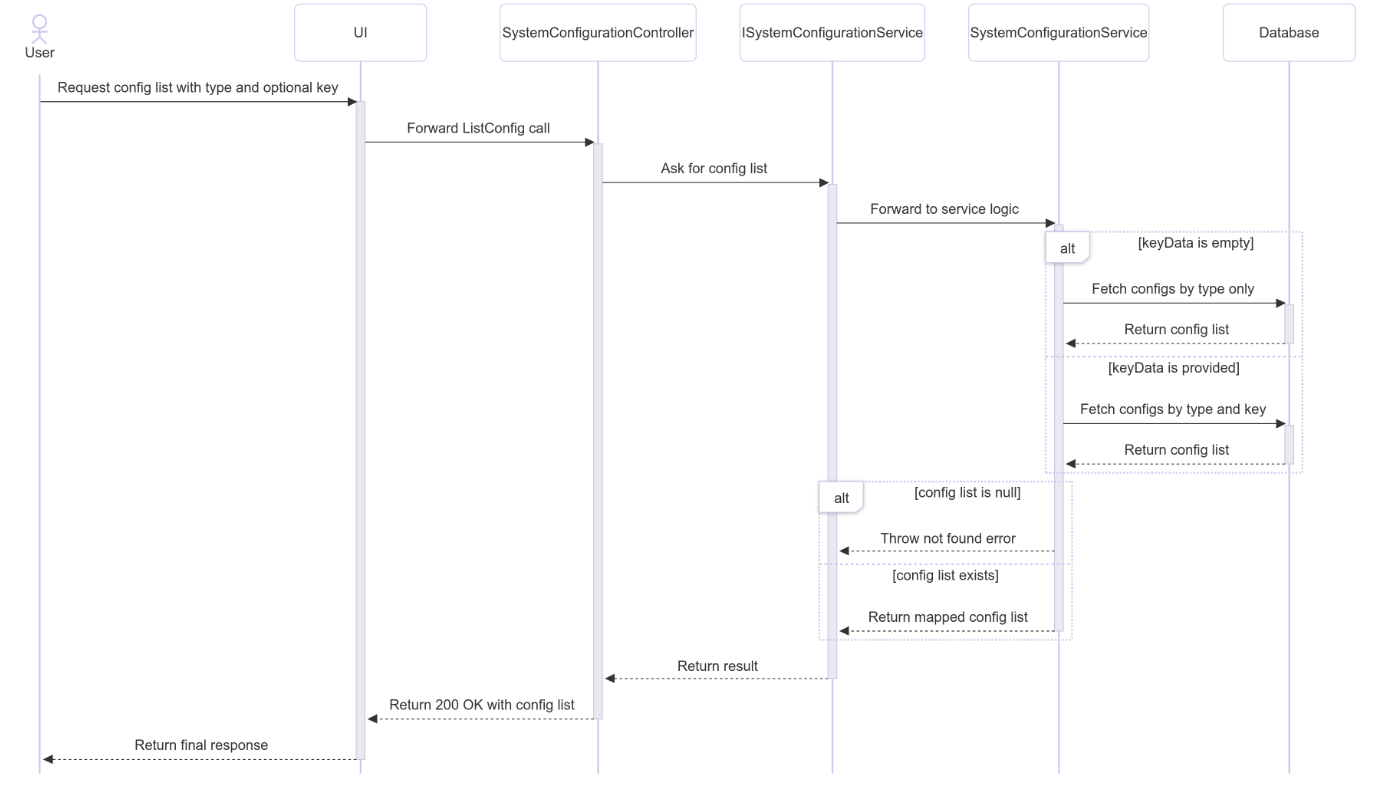 User
UI
SystemConfigurationController
ISystemConfigurationService
SystemConfigurationService
Database
Request config list with type and optional key
Forward ListConfig call
Ask for config list
Forward to service logic
alt
[keyData is empty]
Fetch configs by type only
Return config list
[keyData is provided]
Fetch configs by type and key
Return config list
alt
[config list is null]
Throw not found error
[config list exists]
Return mapped config list
Return result
Return 200 OK with config list
Return final response